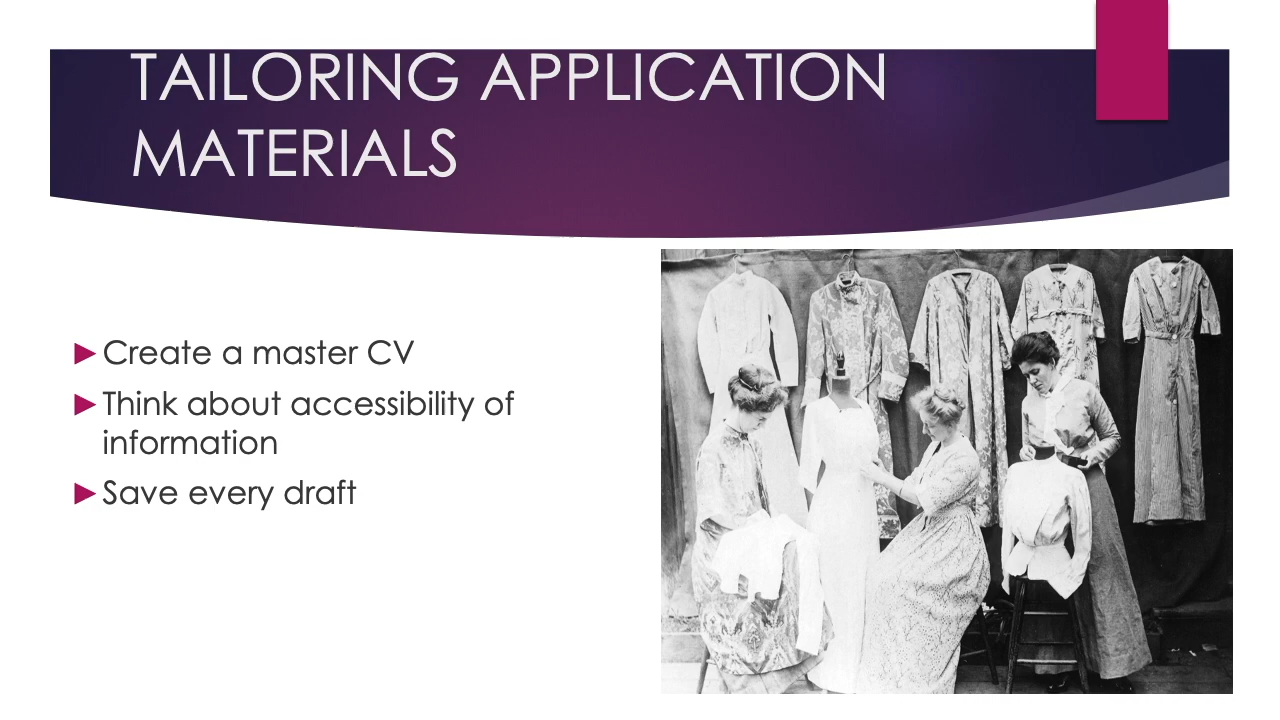 TAILORING APPLICATION
MATERIALS
Create a master CV
Think about accessibility of
information
Save every draft